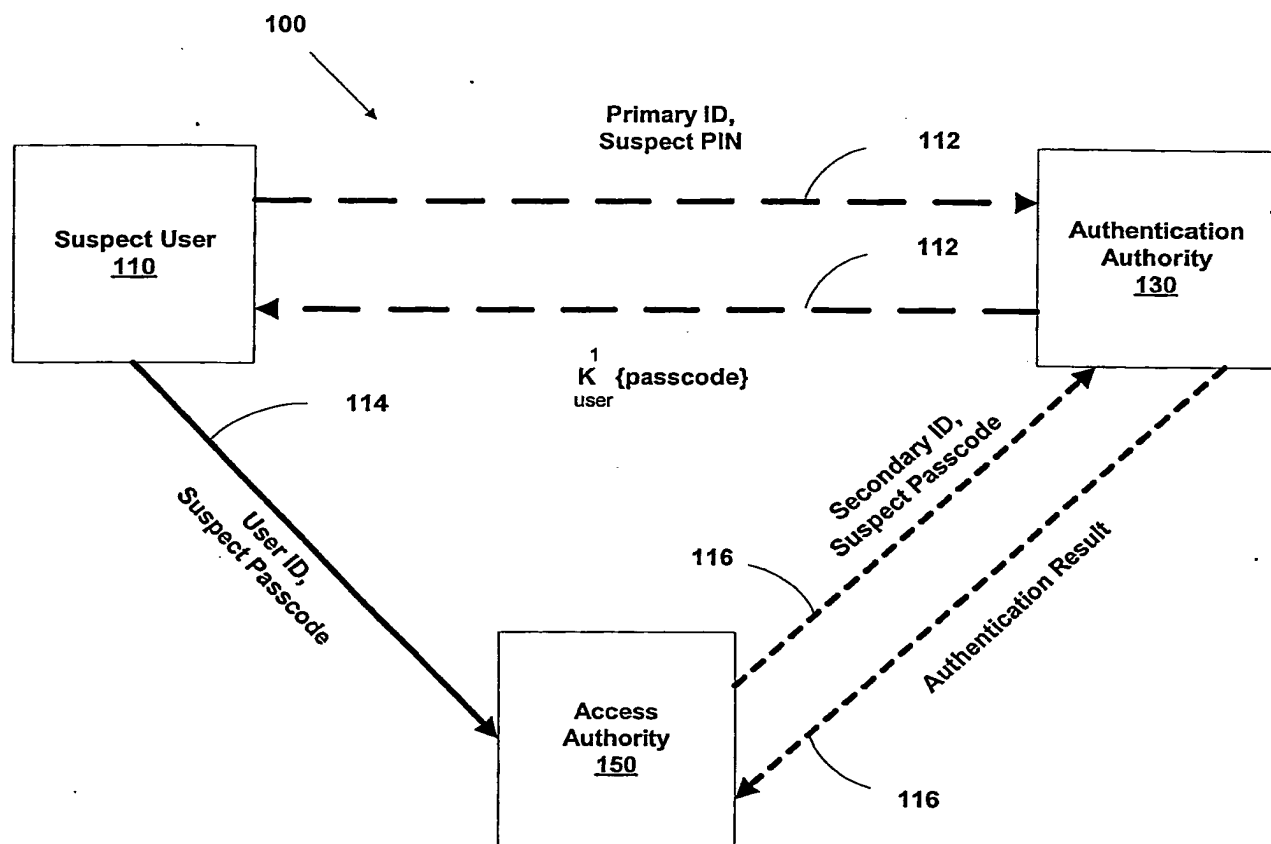 100
Primary ID,
Suspect PIN
112
Suspect User
110
Authentication
Authority
130
112
1
K {passcode}
user
114
User ID,
Suspect Passcode
Secondary ID,
Suspect Passcode
116
Authentication Result
Access
Authority
150
116